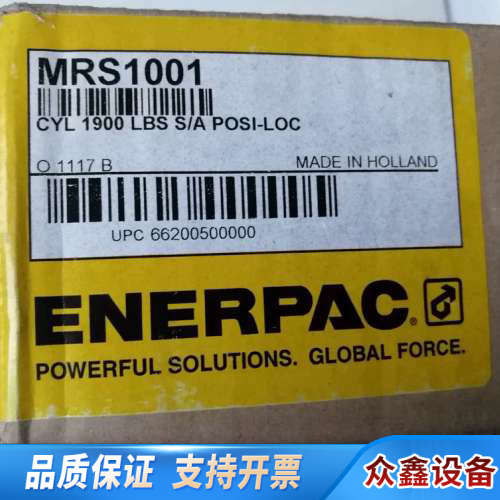 MRS1001
CYL 1900 LBS S/A POSI-LOC
O 1117 B MADE IN HOLLAND
UPC 66200500000
ENERPAC®
POWERFUL SOLUTIONS. GLOBAL FORCE.
品质保证 支持开票 众鑫设备